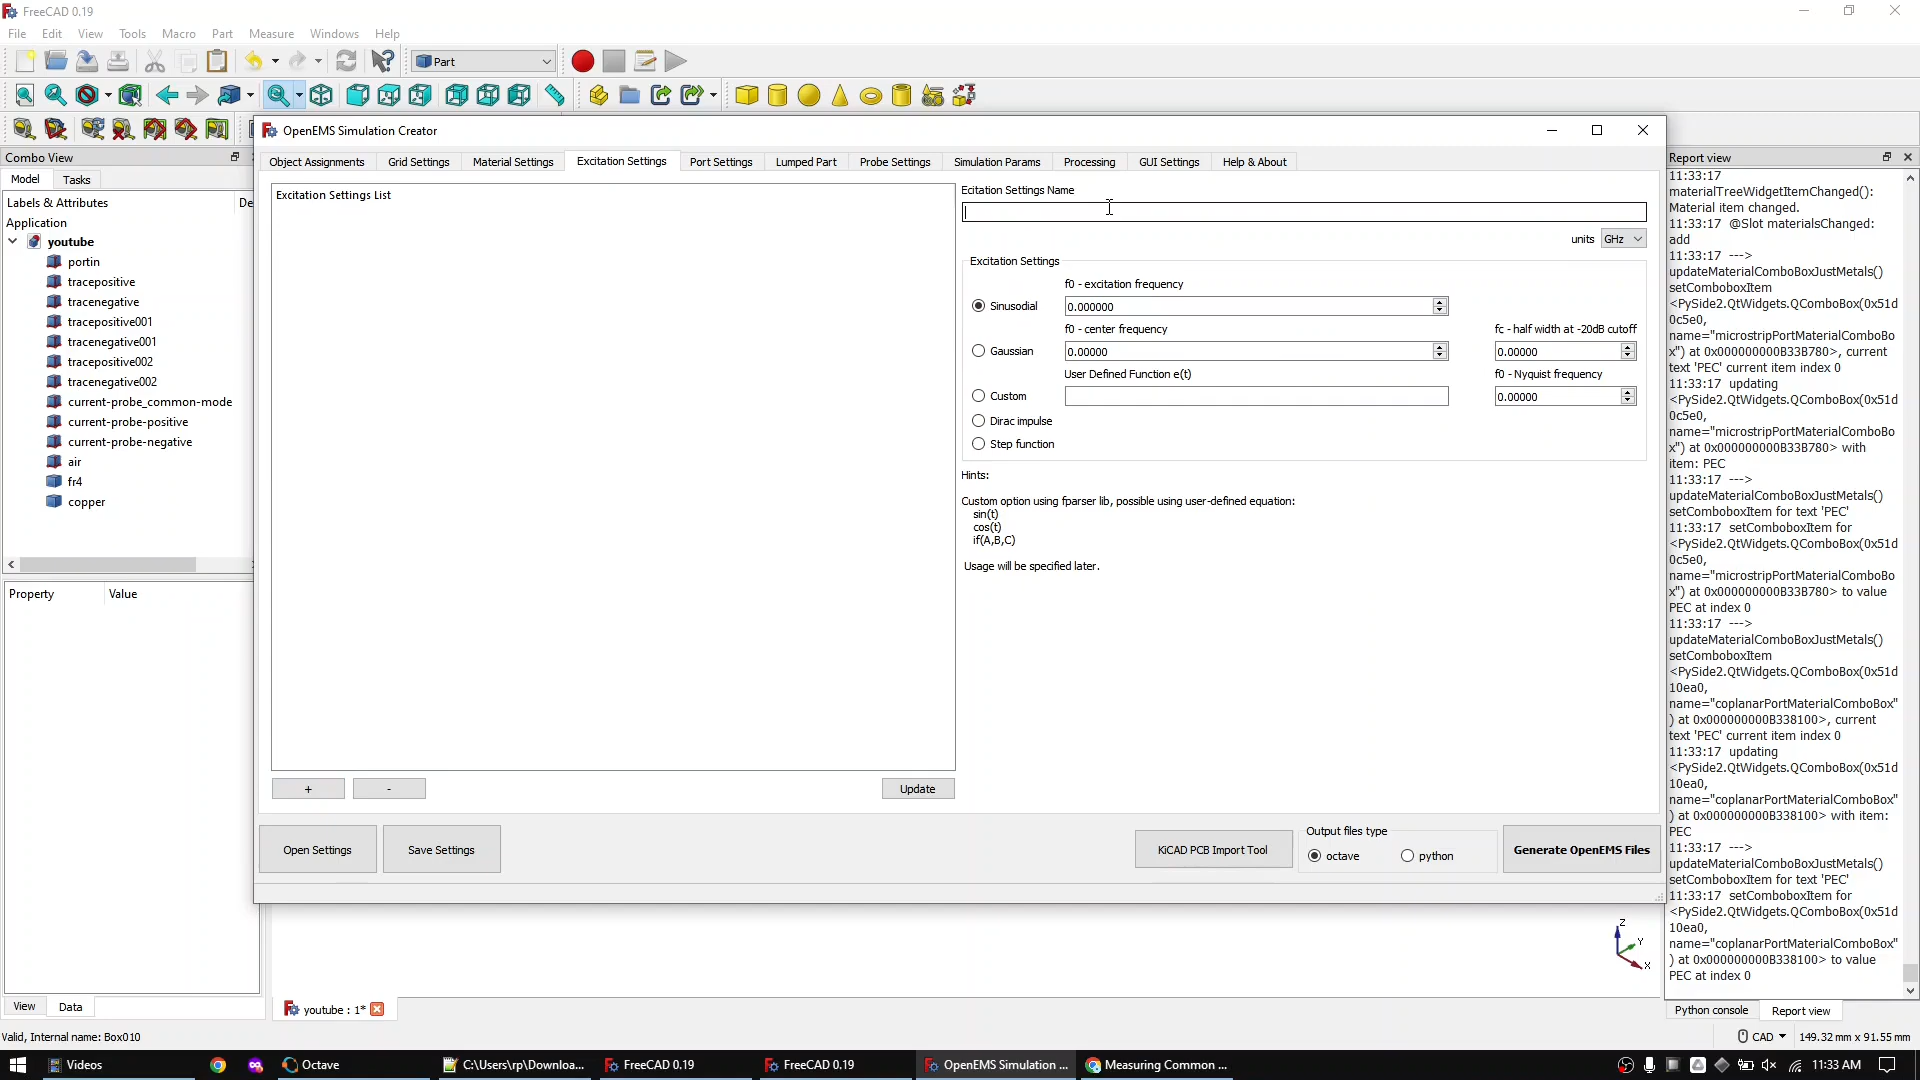 FreeCAD 0.19
File Edit View Tools Macro Part Measure Windows Help
Part
Combo View
Model Tasks
Labels & Attributes De
Application
youtube
portin
tracepositive
tracenegative
tracepositive001
tracenegative001
tracepositive002
tracenegative002
current-probe_common-mode
current-probe-positive
current-probe-negative
air
fr4
copper
Property Value
View Data
Valid, Internal name: Box010
OpenEMS Simulation Creator
Object Assignments Grid Settings Material Settings Excitation Settings Port Settings Lumped Part Probe Settings Simulation Params Processing GUI Settings Help & About
Excitation Settings List
+ - Update
Ecitation Settings Name
units GHz
Excitation Settings
f0 - excitation frequency
Sinusodial 0.000000
f0 - center frequency fc - half width at -20dB cutoff
Gaussian 0.00000 0.00000
User Defined Function e(t) f0 - Nyquist frequency
Custom 0.00000
Dirac impulse
Step function
Hints:
Custom option using fparser lib, possible using user-defined equation:
sin(t)
cos(t)
if(A,B,C)
Usage will be specified later.
Open Settings Save Settings KiCAD PCB Import Tool
Output files type
octave python
Generate OpenEMS Files
Z
Y
X
youtube : 1*
Report view
11:33:17
materialTreeWidgetItemChanged():
Material item changed.
11:33:17 @Slot materialsChanged:
add
11:33:17 --->
updateMaterialComboBoxJustMetals()
setComboboxItem
<PySide2.QtWidgets.QComboBox(0x51d
0c5e0,
name="microstripPortMaterialComboBo
x") at 0x000000000B33B780>, current
text 'PEC' current item index 0
11:33:17 updating
<PySide2.QtWidgets.QComboBox(0x51d
0c5e0,
name="microstripPortMaterialComboBo
x") at 0x000000000B33B780> with
item: PEC
11:33:17 --->
updateMaterialComboBoxJustMetals()
setComboboxItem for text 'PEC'
11:33:17 setComboboxItem for
<PySide2.QtWidgets.QComboBox(0x51d
0c5e0,
name="microstripPortMaterialComboBo
x") at 0x000000000B33B780> to value
PEC at index 0
11:33:17 --->
updateMaterialComboBoxJustMetals()
setComboboxItem
<PySide2.QtWidgets.QComboBox(0x51d
10ea0,
name="coplanarPortMaterialComboBox"
) at 0x000000000B338100>, current
text 'PEC' current item index 0
11:33:17 updating
<PySide2.QtWidgets.QComboBox(0x51d
10ea0,
name="coplanarPortMaterialComboBox"
) at 0x000000000B338100> with item:
PEC
11:33:17 --->
updateMaterialComboBoxJustMetals()
setComboboxItem for text 'PEC'
11:33:17 setComboboxItem for
<PySide2.QtWidgets.QComboBox(0x51d
10ea0,
name="coplanarPortMaterialComboBox"
) at 0x000000000B338100> to value
PEC at index 0
Python console Report view
CAD 149.32 mm x 91.55 mm
Videos Octave C:\Users\rp\Downloa... FreeCAD 0.19 FreeCAD 0.19 OpenEMS Simulation ... Measuring Common ... 11:33 AM